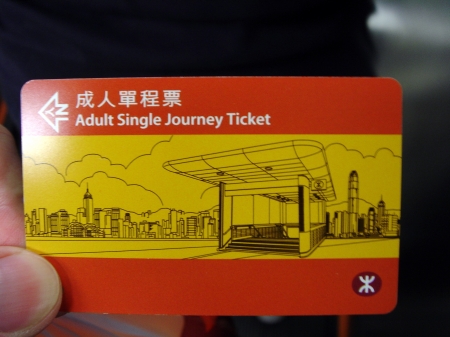 成人單程票
Adult Single Journey Ticket